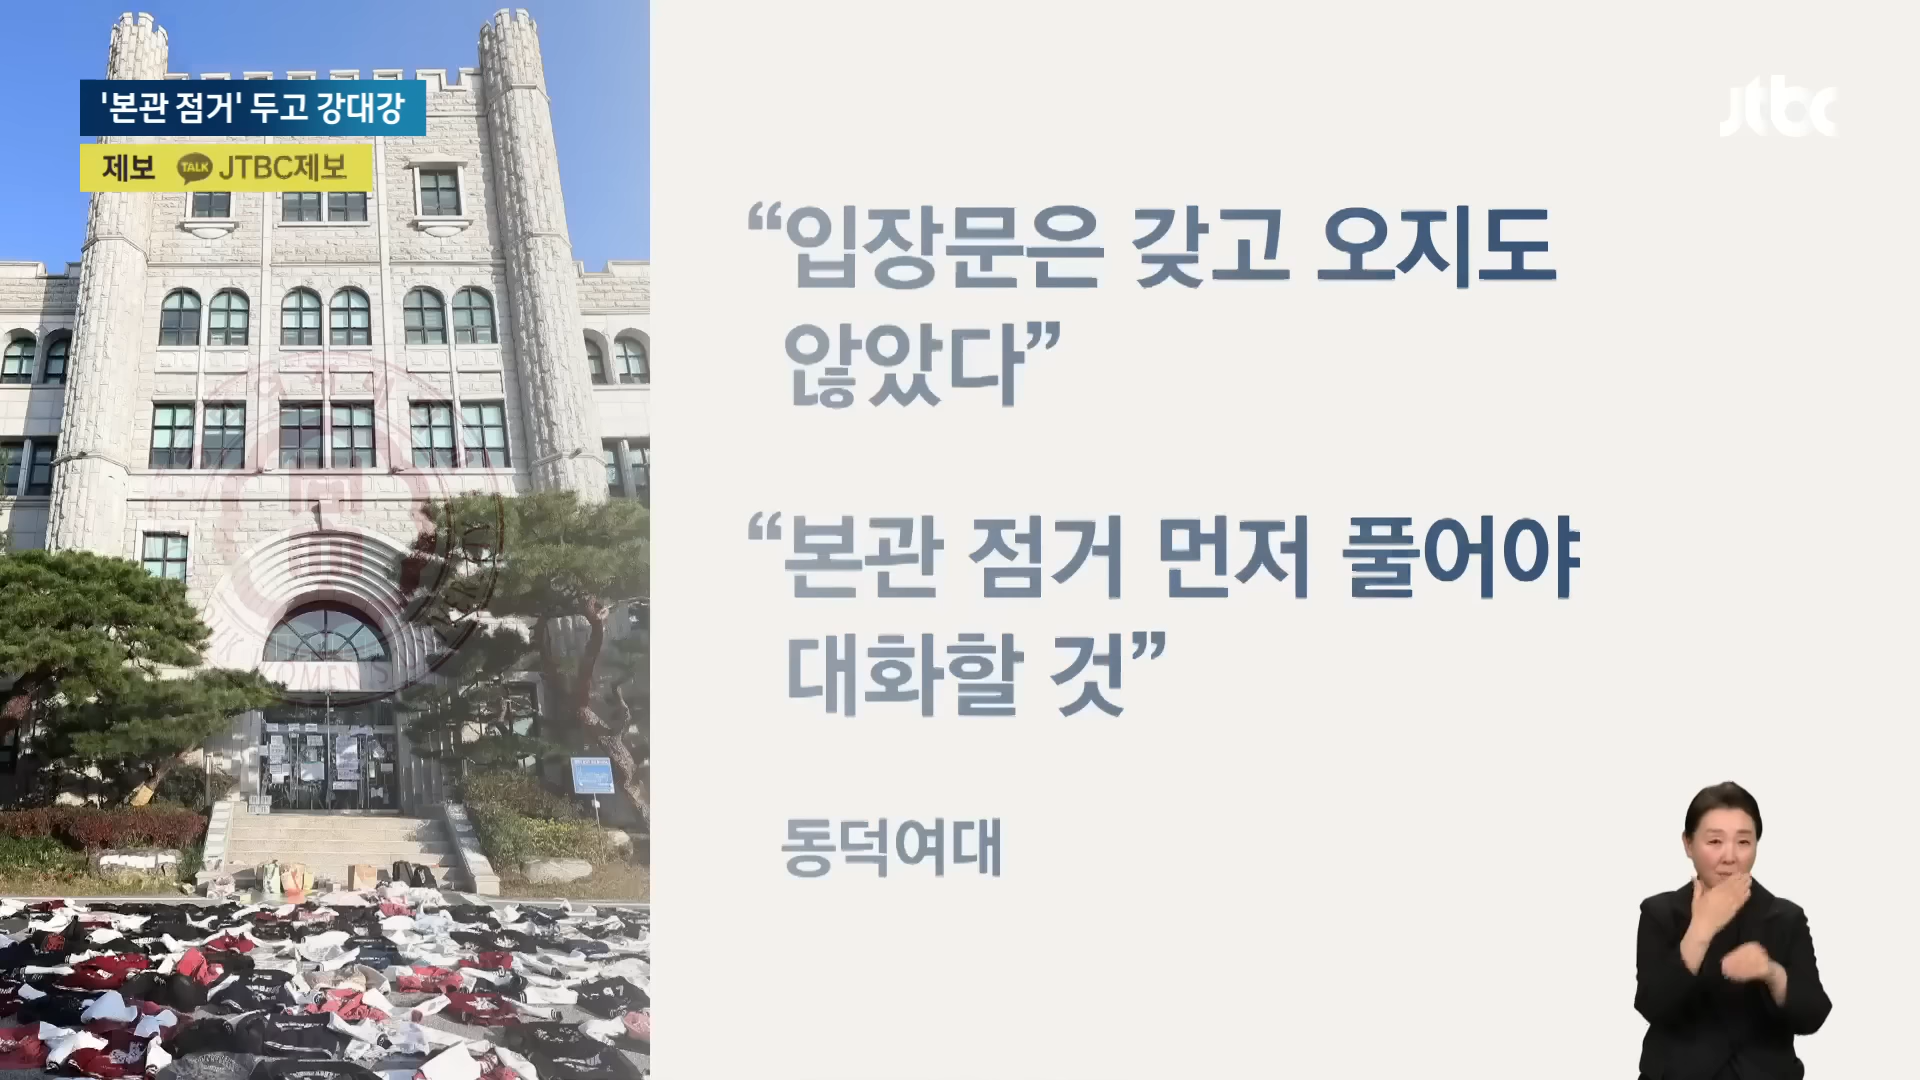 '본관 점거' 두고 강대강
제보 TALK JTBC제보
jtbc
“입장문은 갖고 오지도
않았다”
“본관 점거 먼저 풀어야
대화할 것”
동덕여대
WOMEN'S